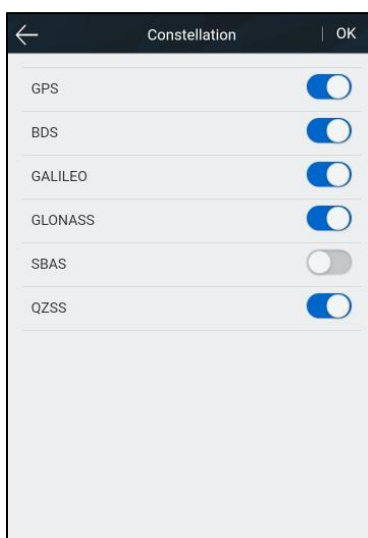 Constellation | OK
GPS
BDS
GALILEO
GLONASS
SBAS
QZSS